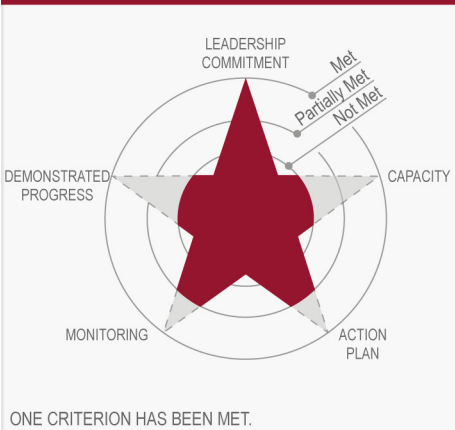 LEADERSHIP
COMMITMENT
Met
Partially Met
Not Met
DEMONSTRATED
PROGRESS
CAPACITY
MONITORING
ACTION
PLAN
ONE CRITERION HAS BEEN MET.